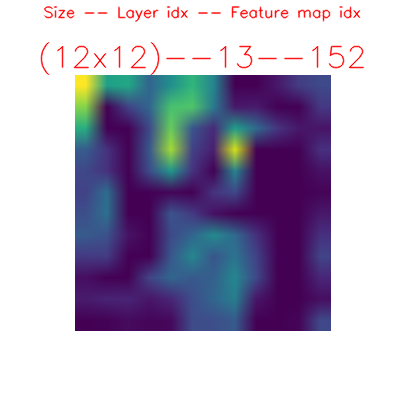 Size -- Layer idx -- Feature map idx
(12x12)--13--152